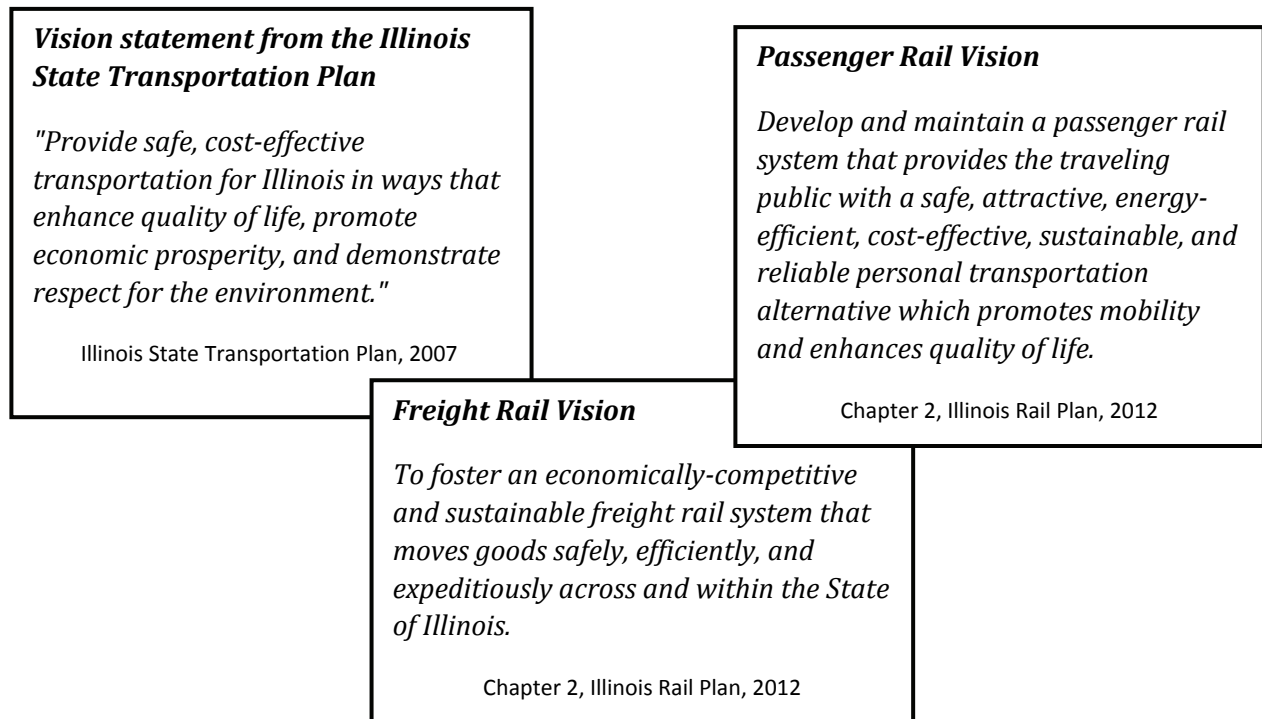 Vision statement from the Illinois
State Transportation Plan
"Provide safe, cost-effective
transportation for Illinois in ways that
enhance quality of life, promote
economic prosperity, and demonstrate
respect for the environment."
Illinois State Transportation Plan, 2007
Passenger Rail Vision
Develop and maintain a passenger rail
system that provides the traveling
public with a safe, attractive, energy-
efficient, cost-effective, sustainable, and
reliable personal transportation
alternative which promotes mobility
and enhances quality of life.
Chapter 2, Illinois Rail Plan, 2012
Freight Rail Vision
To foster an economically-competitive
and sustainable freight rail system that
moves goods safely, efficiently, and
expeditiously across and within the State
of Illinois.
Chapter 2, Illinois Rail Plan, 2012